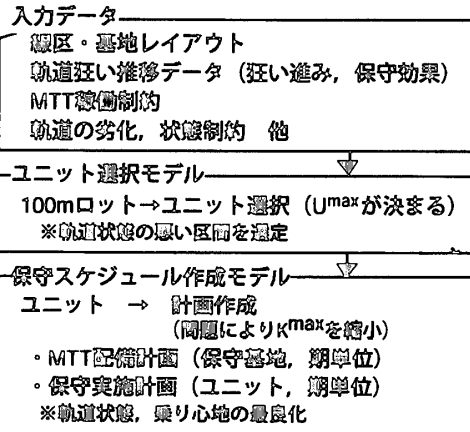 入力データ
線区・基地レイアウト
軌道狂い推移データ（狂い進み，保守効果）
MTT稼働制約
軌道の劣化，状態制約　他
ユニット選択モデル
100mロット→ユニット選択（Umaxが決まる）
※軌道状態の悪い区間を選定
保守スケジュール作成モデル
ユニット　→　計画作成
（問題によりKmaxを縮小）
・MTT配備計画（保守基地，期単位）
・保守実施計画（ユニット，期単位）
※軌道状態，乗り心地の最良化